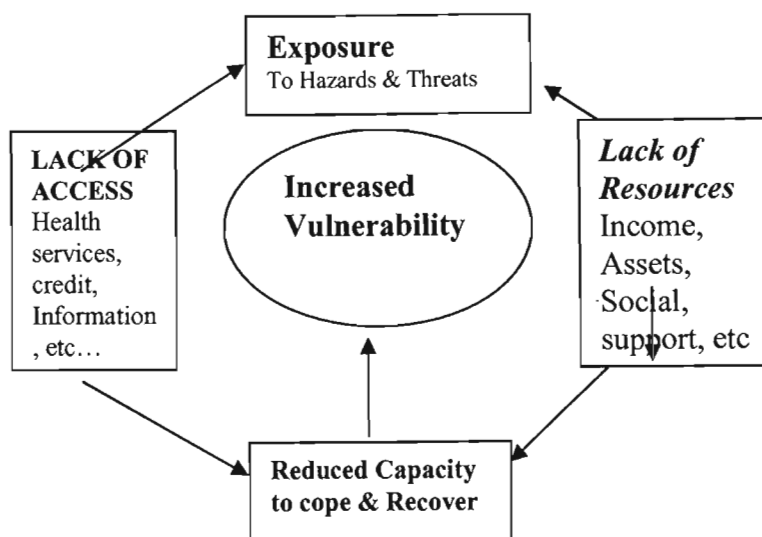 Exposure
To Hazards & Threats
LACK OF
ACCESS
Health
services,
credit,
Information
, etc…
Increased
Vulnerability
Lack of
Resources
Income,
Assets,
Social,
support, etc
Reduced Capacity
to cope & Recover